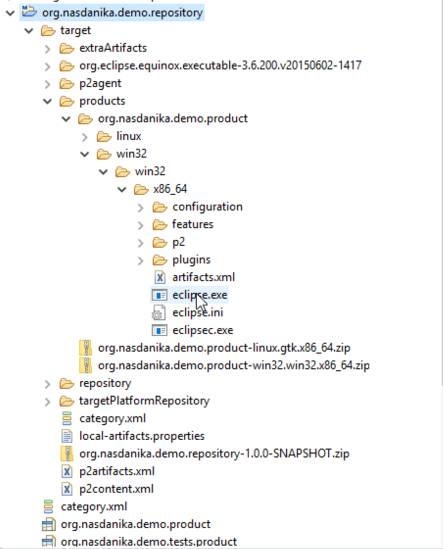 org.nasdanika.demo.repository
target
extraArtifacts
org.eclipse.equinox.executable-3.6.200.v20150602-1417
p2agent
products
org.nasdanika.demo.product
linux
win32
win32
x86_64
configuration
features
p2
plugins
artifacts.xml
eclipse.exe
eclipse.ini
eclipsec.exe
org.nasdanika.demo.product-linux.gtk.x86_64.zip
org.nasdanika.demo.product-win32.win32.x86_64.zip
repository
targetPlatformRepository
category.xml
local-artifacts.properties
org.nasdanika.demo.repository-1.0.0-SNAPSHOT.zip
p2artifacts.xml
p2content.xml
category.xml
org.nasdanika.demo.product
org.nasdanika.demo.tests.product